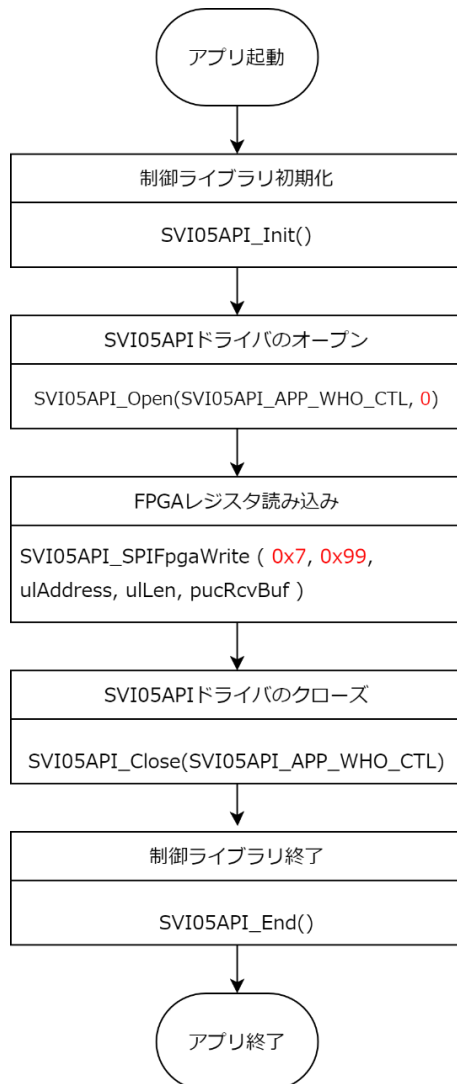 アプリ起動
制御ライブラリ初期化
SVI05API_Init()
SVI05APIドライバのオープン
SVI05API_Open(SVI05API_APP_WHO_CTL, 0)
FPGAレジスタ読み込み
SVI05API_SPIFpgaWrite ( 0x7, 0x99,
ulAddress, ulLen, pucRcvBuf )
SVI05APIドライバのクローズ
SVI05API_Close(SVI05API_APP_WHO_CTL)
制御ライブラリ終了
SVI05API_End()
アプリ終了